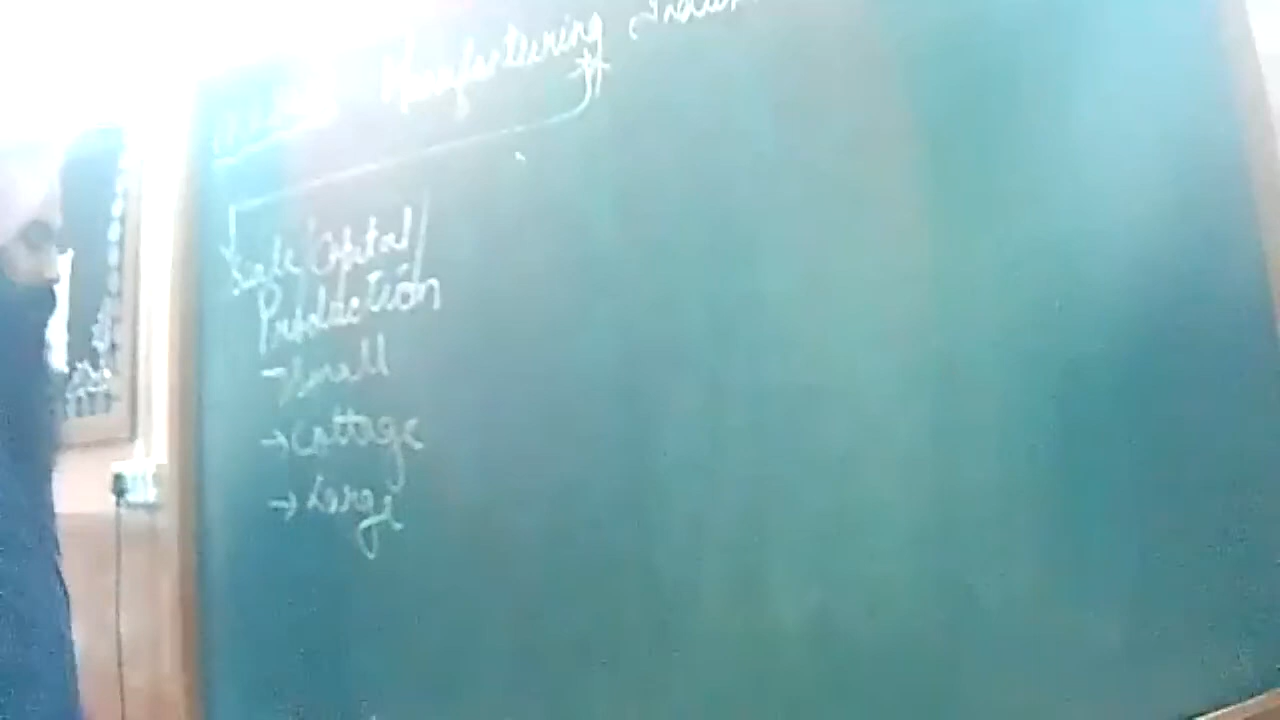 Manufacturing
Scale/Capital/
Production
→ Small
→ Cottage
→ Large